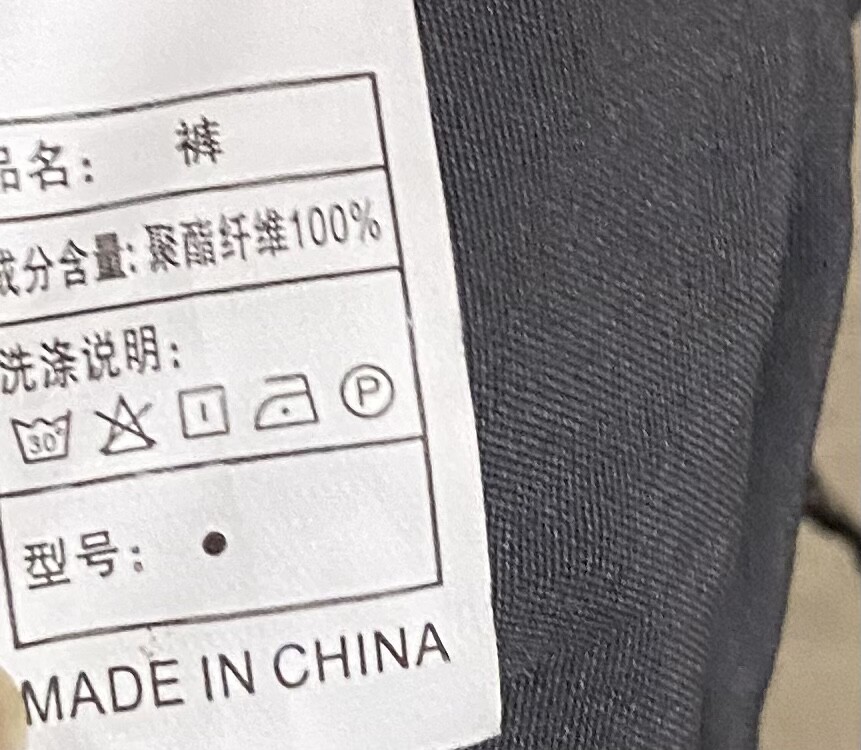 品名： 裤
成分含量：聚酯纤维100%
洗涤说明：
30° P
型号：
MADE IN CHINA